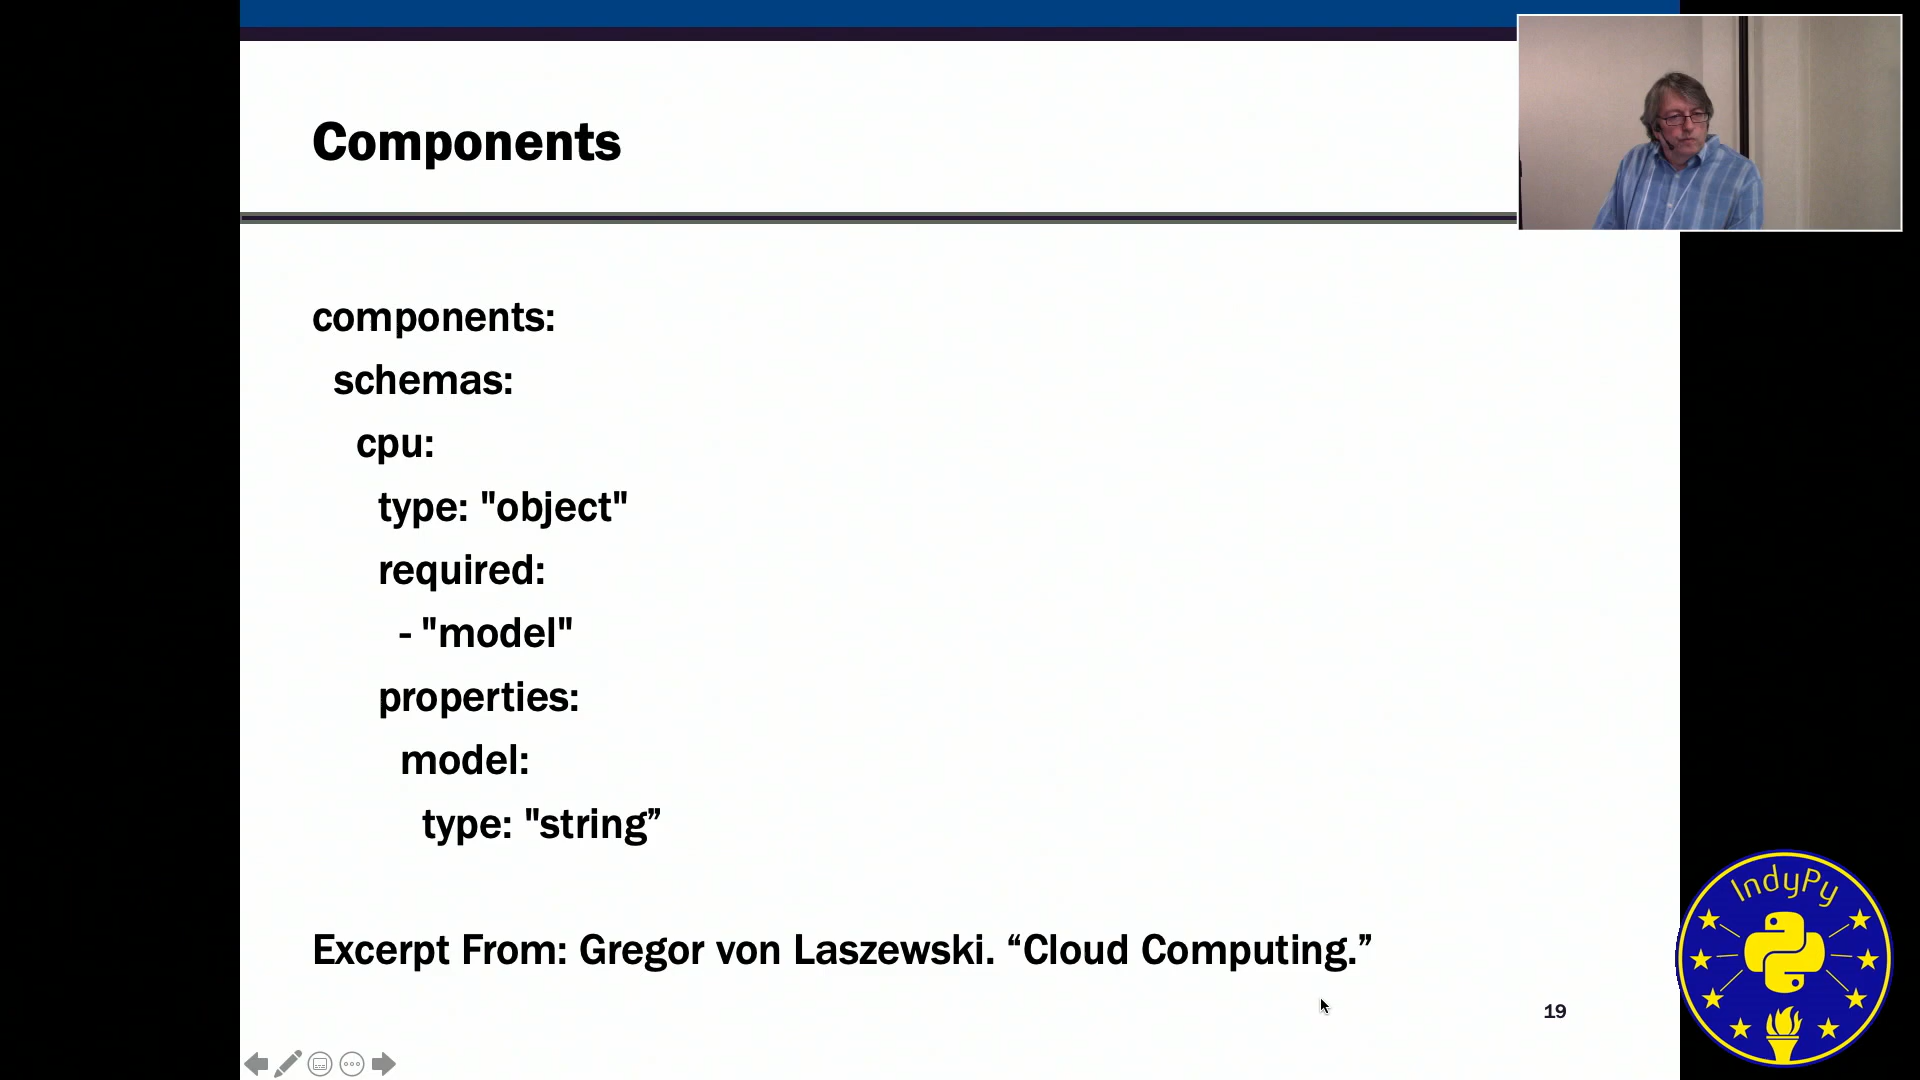 Components
components:
schemas:
cpu:
type: "object"
required:
- "model"
properties:
model:
type: "string”
Excerpt From: Gregor von Laszewski. “Cloud Computing.”
19
IndyPy